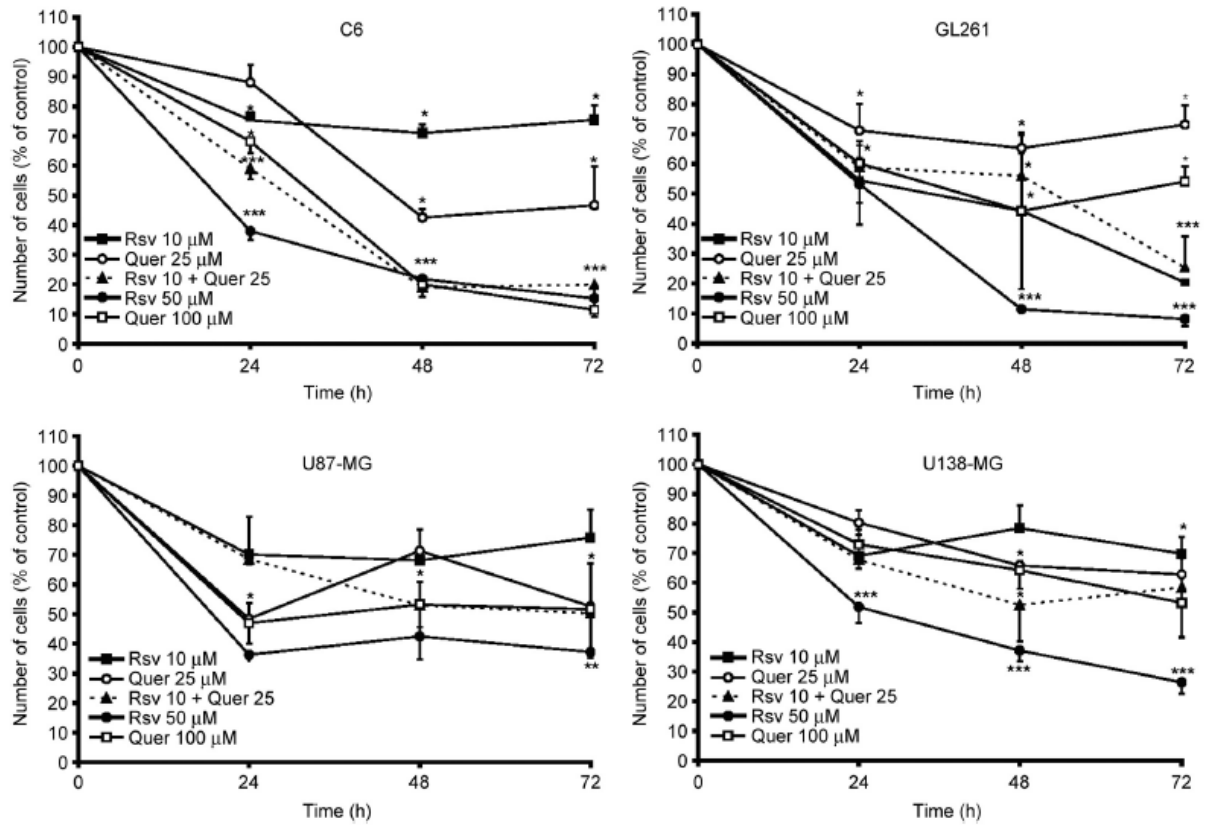 C6
Number of cells (% of control)
110
100
90
80
70
60
50
40
30
20
10
0
* * *
* * *
*** ***
*** ***
Rsv 10 μM
Quer 25 μM
Rsv 10 + Quer 25
Rsv 50 μM
Quer 100 μM
0 24 48 72
Time (h)
GL261
Number of cells (% of control)
110
100
90
80
70
60
50
40
30
20
10
0
* * *
* * *
* ***
*** ***
Rsv 10 μM
Quer 25 μM
Rsv 10 + Quer 25
Rsv 50 μM
Quer 100 μM
0 24 48 72
Time (h)
U87-MG
Number of cells (% of control)
110
100
90
80
70
60
50
40
30
20
10
0
* * *
**
Rsv 10 μM
Quer 25 μM
Rsv 10 + Quer 25
Rsv 50 μM
Quer 100 μM
0 24 48 72
Time (h)
U138-MG
Number of cells (% of control)
110
100
90
80
70
60
50
40
30
20
10
0
* *
*** *
*** ***
Rsv 10 μM
Quer 25 μM
Rsv 10 + Quer 25
Rsv 50 μM
Quer 100 μM
0 24 48 72
Time (h)